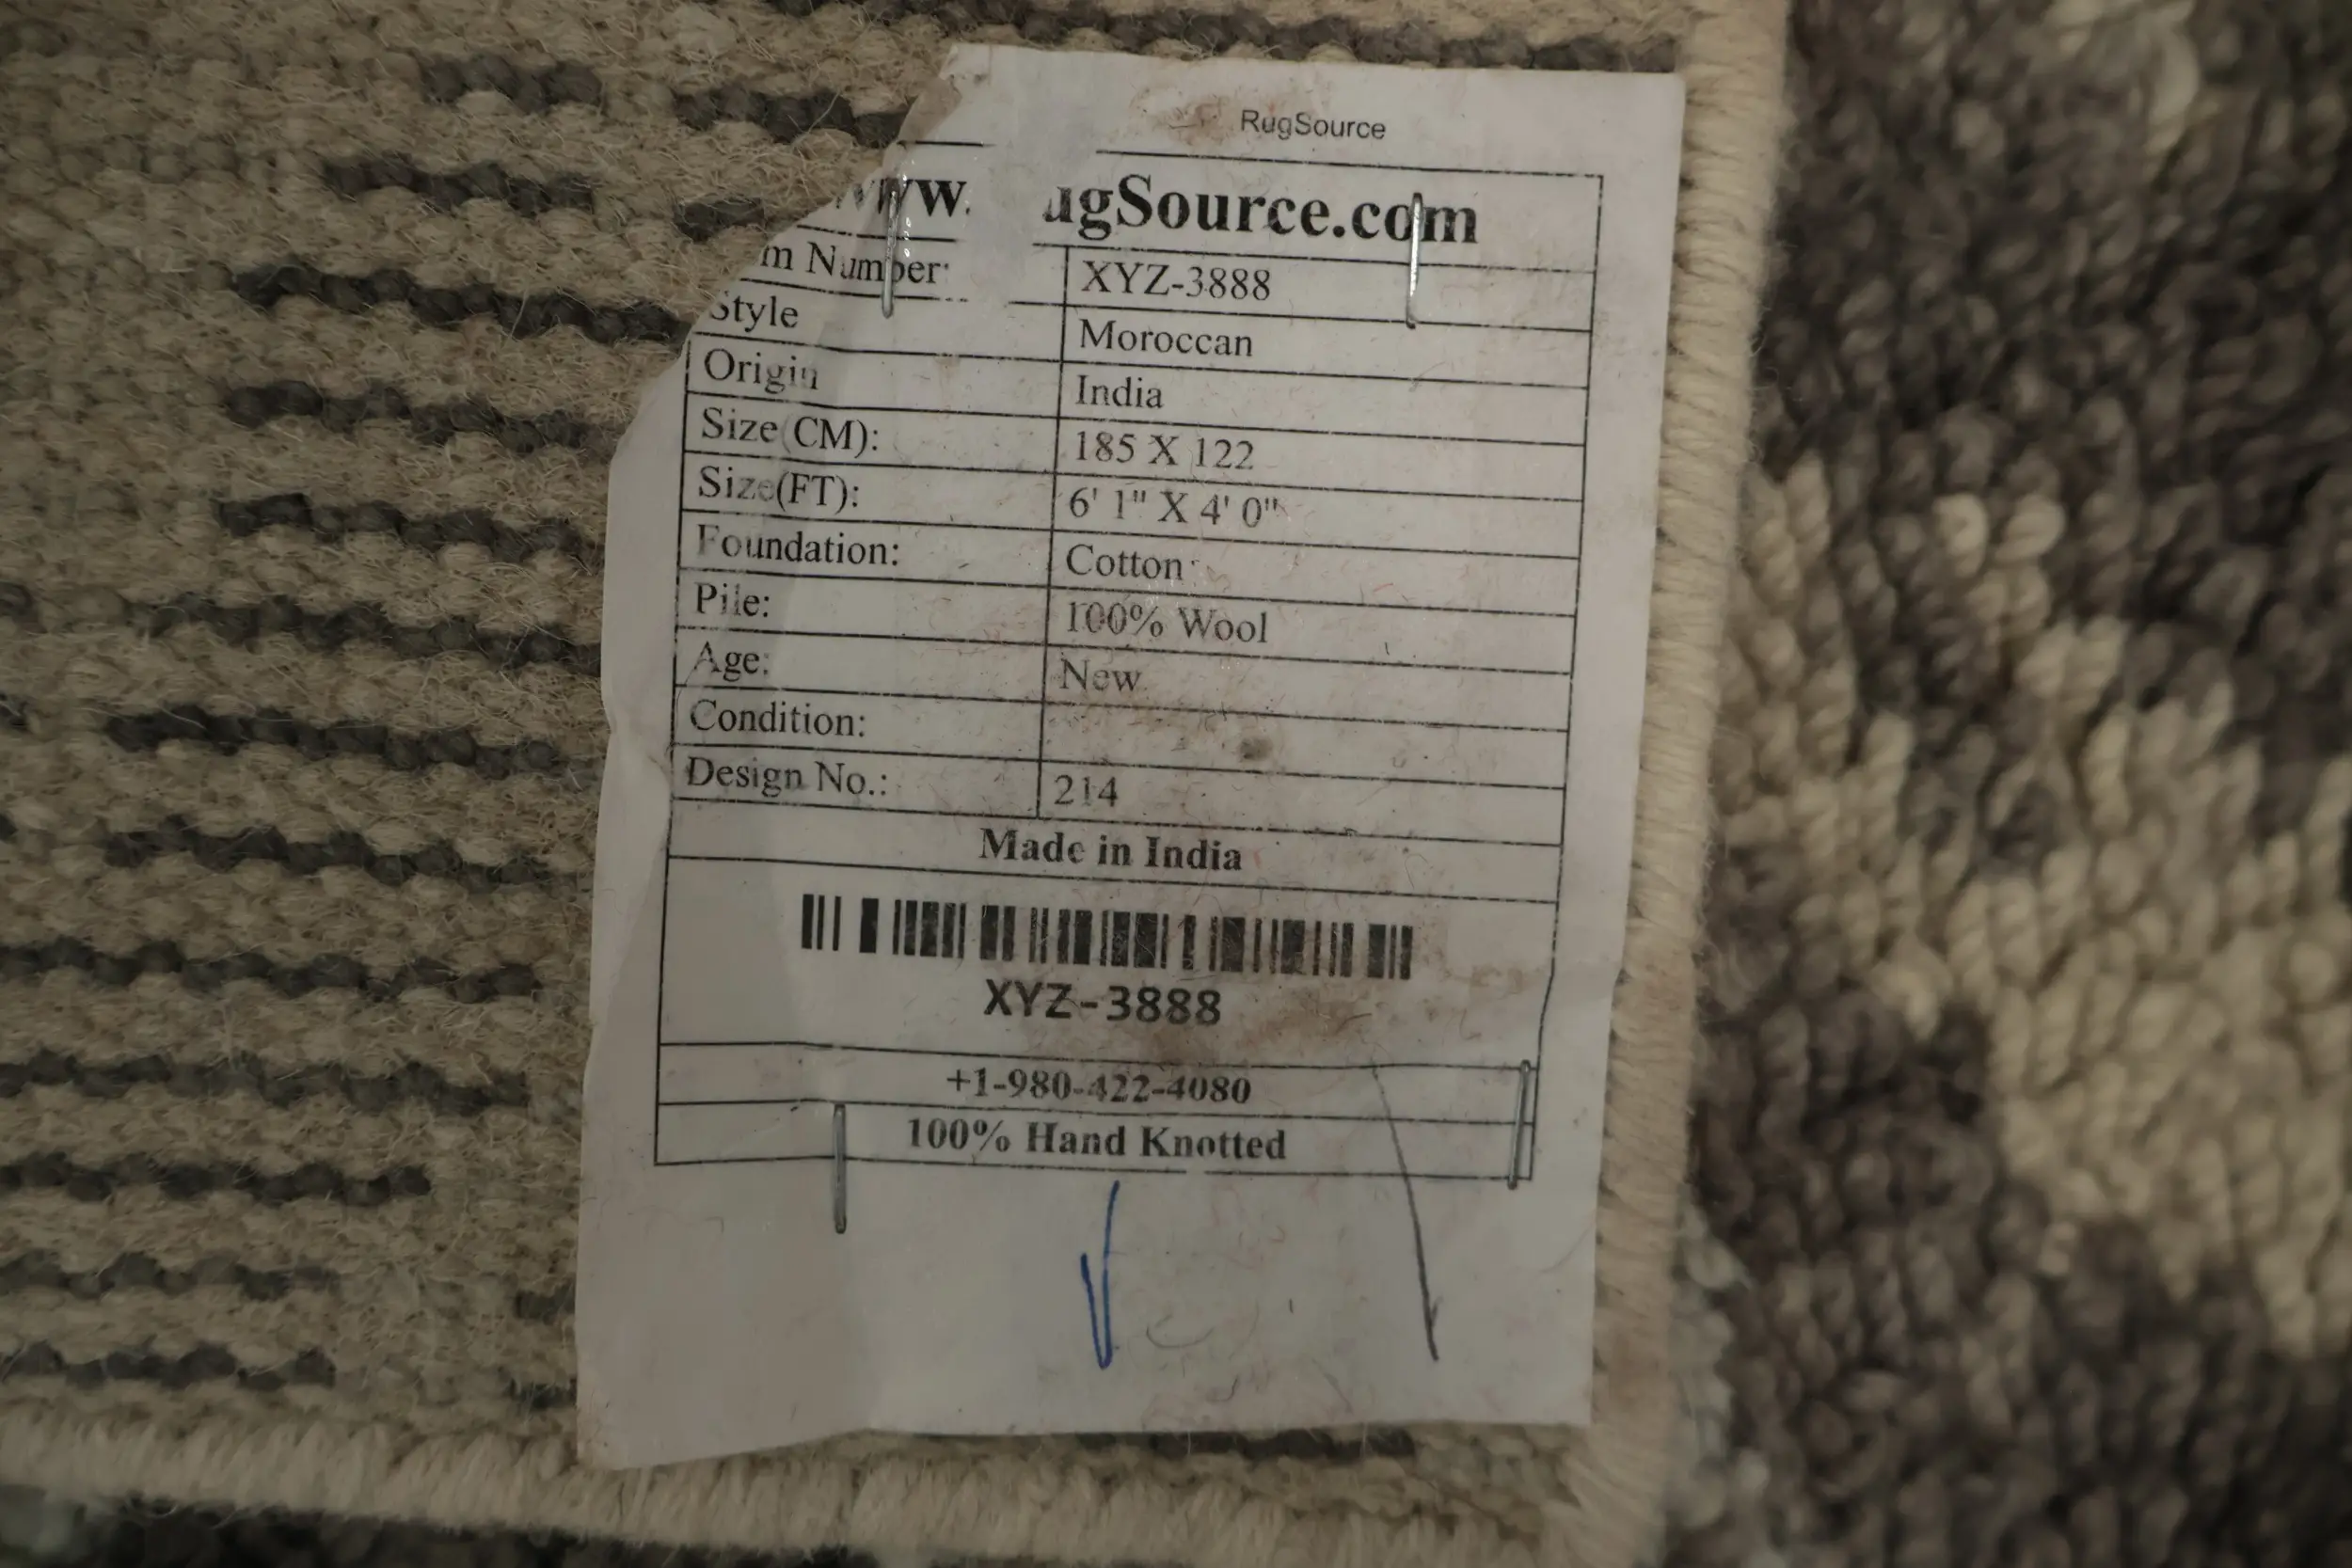 RugSource
www. ugSource.com
m Number: XYZ-3888
Style Moroccan
Origin India
Size(CM): 185 X 122
Size(FT): 6' 1" X 4' 0"
Foundation: Cotton
Pile: 100% Wool
Age: New
Condition:
Design No.: 214
Made in India
XYZ-3888
+1-980-422-4080
100% Hand Knotted